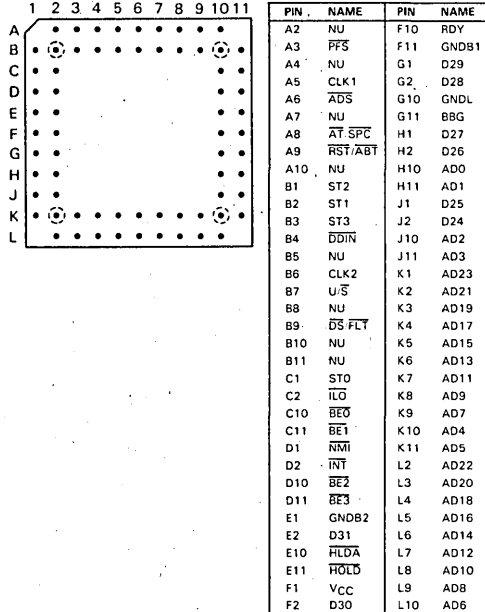 1 2 3 4 5 6 7 8 9 10 11
A
B
C
D
E
F
G
H
J
K
L
PIN NAME PIN NAME
A2 NU F10 RDY
A3 PFS F11 GNDB1
A4 NU G1 D29
A5 CLK1 G2 D28
A6 ADS G10 GNDL
A7 NU G11 BBG
A8 AT/SPC H1 D27
A9 RST/ABT H2 D26
A10 NU H10 AD0
B1 ST2 H11 AD1
B2 ST1 J1 D25
B3 ST3 J2 D24
B4 DDIN J10 AD2
B5 NU J11 AD3
B6 CLK2 K1 AD23
B7 U/S K2 AD21
B8 NU K3 AD19
B9 DS/FLT K4 AD17
B10 NU K5 AD15
B11 NU K6 AD13
C1 ST0 K7 AD11
C2 ILO K8 AD9
C10 BE0 K9 AD7
C11 BE1 K10 AD4
D1 NMI K11 AD5
D2 INT L2 AD22
D10 BE2 L3 AD20
D11 BE3 L4 AD18
E1 GNDB2 L5 AD16
E2 D31 L6 AD14
E10 HLDA L7 AD12
E11 HOLD L8 AD10
F1 VCC L9 AD8
F2 D30 L10 AD6